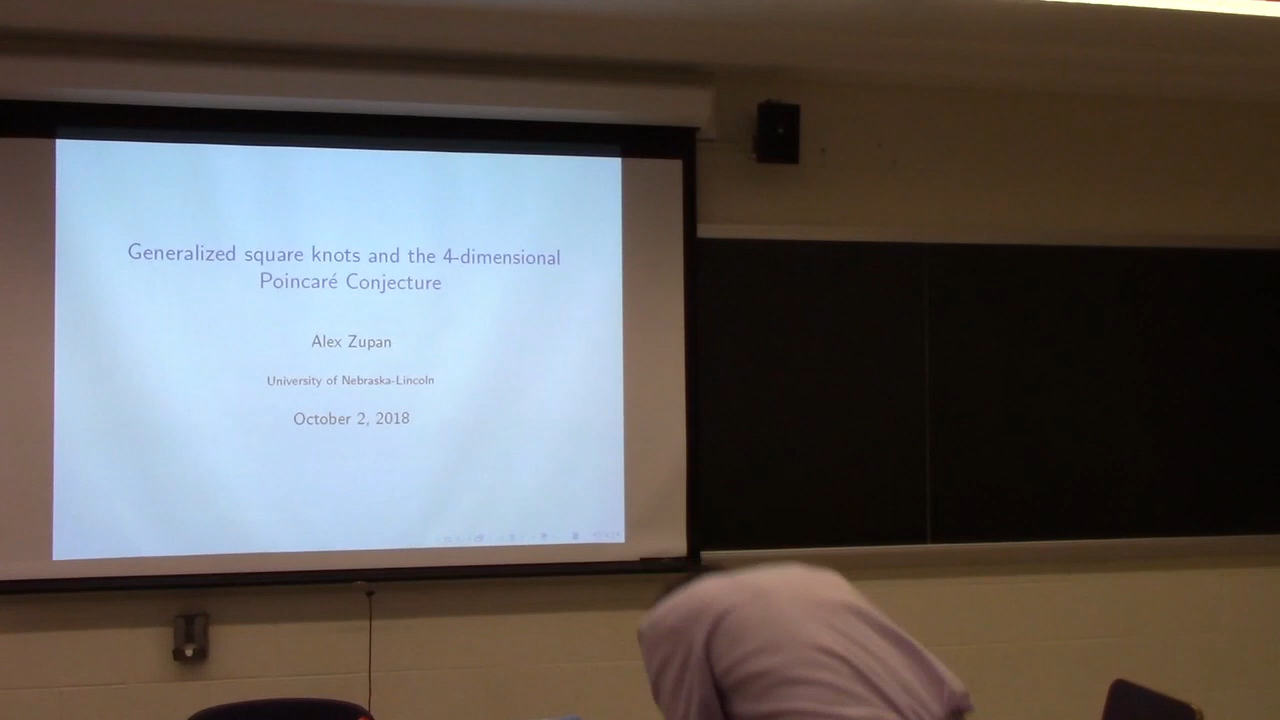 Generalized square knots and the 4-dimensional
Poincaré Conjecture
Alex Zupan
University of Nebraska-Lincoln
October 2, 2018